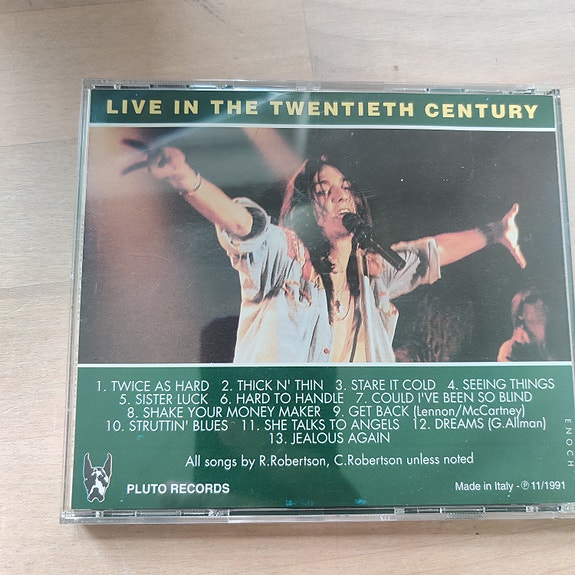 LIVE IN THE TWENTIETH CENTURY
1. TWICE AS HARD 2. THICK N' THIN 3. STARE IT COLD 4. SEEING THINGS
5. SISTER LUCK 6. HARD TO HANDLE 7. COULD I'VE BEEN SO BLIND
8. SHAKE YOUR MONEY MAKER 9. GET BACK (Lennon/McCartney)
10. STRUTTIN' BLUES 11. SHE TALKS TO ANGELS 12. DREAMS (G.Allman)
13. JEALOUS AGAIN
All songs by R.Robertson, C.Robertson unless noted
PLUTO RECORDS
Made in Italy - ℗ 11/1991
ENOCH